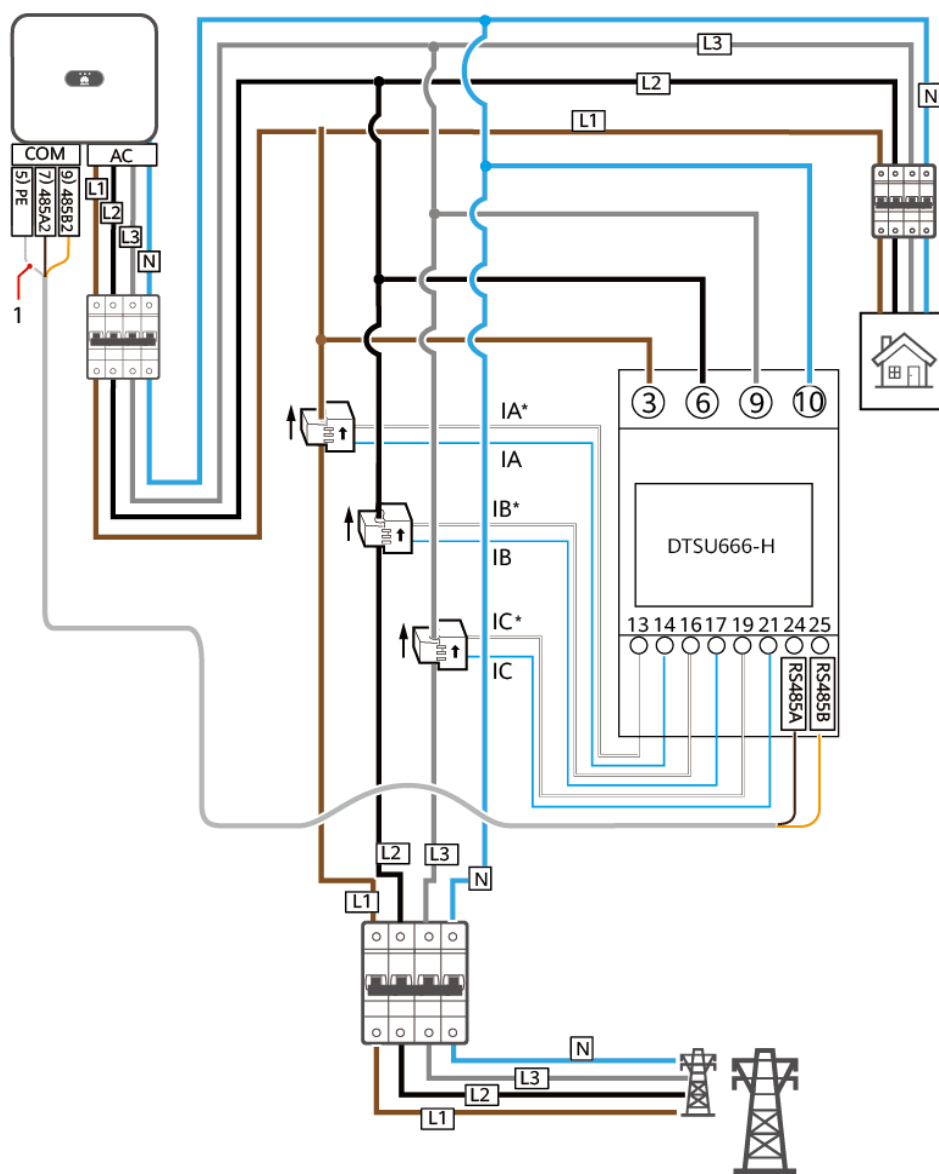 L3
L2
N
L1
COM
AC
5) PE
7) 485A2
9) 485B2
L1
L2
L3
N
1
3
6
9
10
IA*
IA
IB*
IB
DTSU666-H
IC*
IC
13 14 16 17 19 21 24 25
RS485A
RS485B
L2
L3
N
L1
N
L3
L2
L1